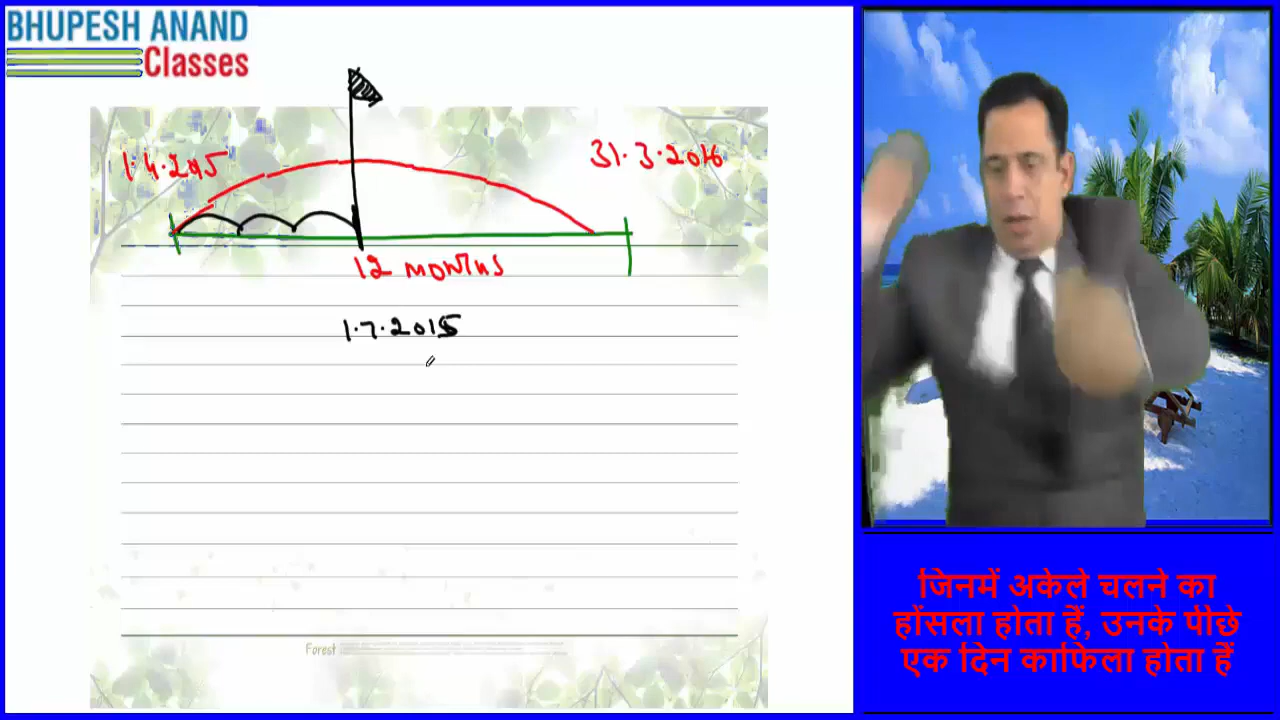 BHUPESH ANAND
Classes
1.4.2015
31.3.2016
12 MONTHS
1.7.2015
Forest
जिनमें अकेले चलने का
होंसला होता हैं, उनके पीछे
एक दिन काफिला होता हैं